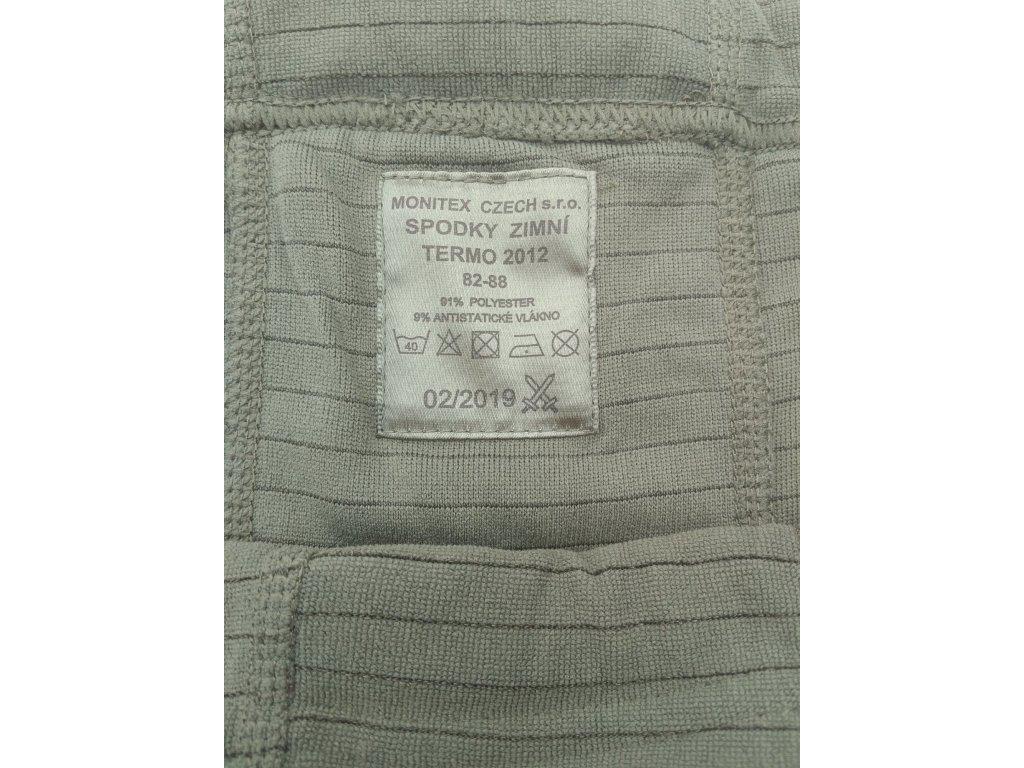 MONITEX CZECH s.r.o.
SPODKY ZIMNÍ
TERMO 2012
82-88
91% POLYESTER
9% ANTISTATICKÉ VLÁKNO
40
02/2019